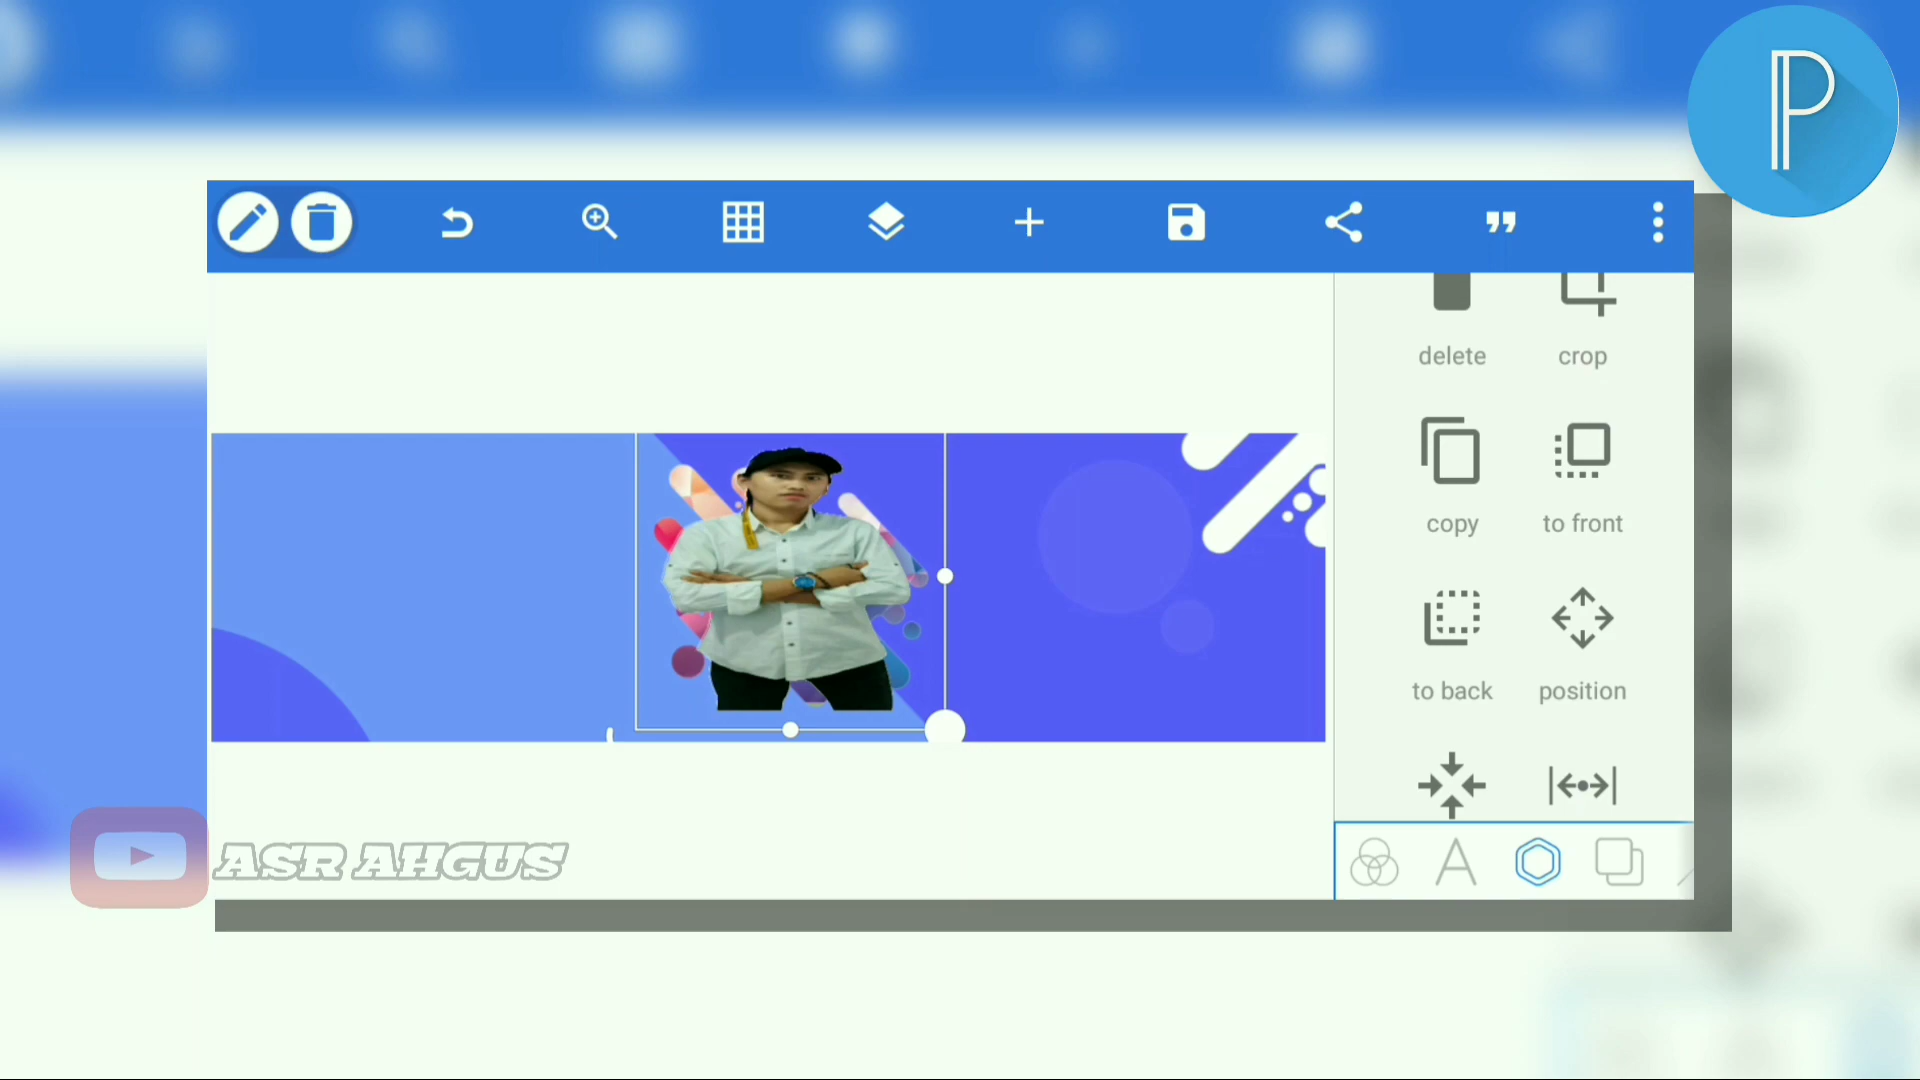 P
delete crop
copy to front
to back position
A
ASR AHGUS